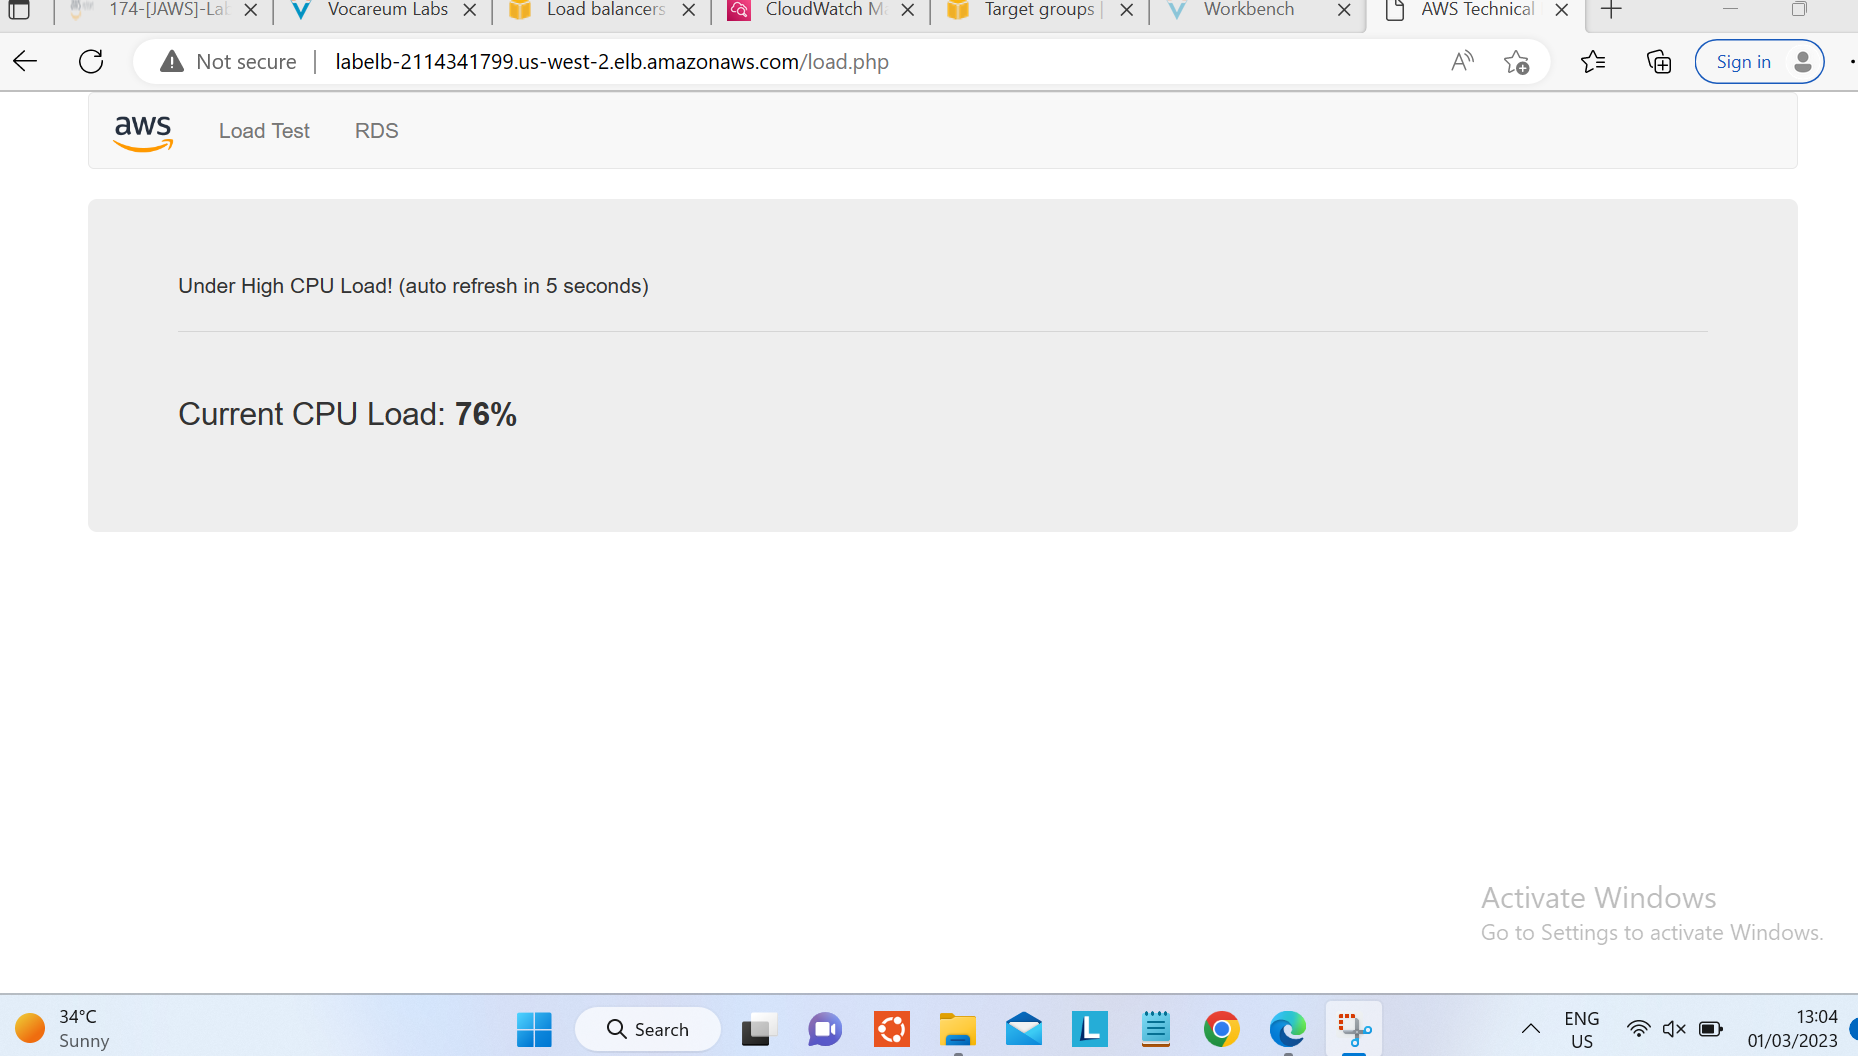 174-[JAWS]-Lab
Vocareum Labs
Load balancers
CloudWatch M
Target groups
Workbench
AWS Technical
Not secure
labelb-2114341799.us-west-2.elb.amazonaws.com/load.php
Sign in
aws
Load Test
RDS
Under High CPU Load! (auto refresh in 5 seconds)
Current CPU Load: 76%
Activate Windows
Go to Settings to activate Windows.
34°C
Sunny
Search
L
ENG
US
13:04
01/03/2023